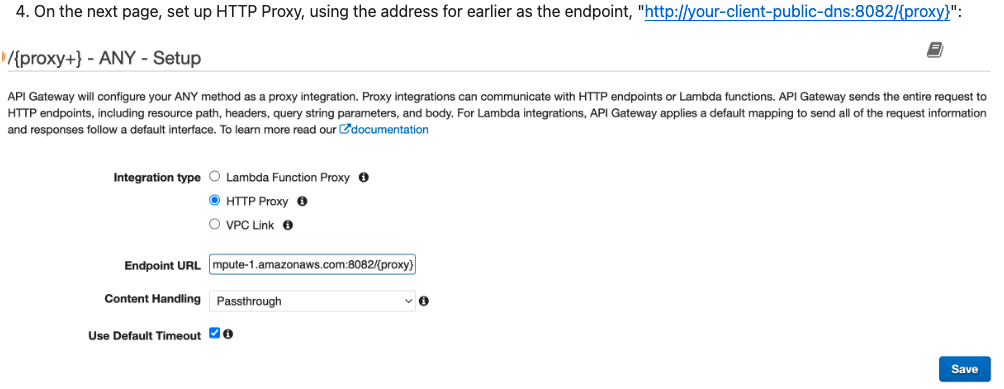 4. On the next page, set up HTTP Proxy, using the address for earlier as the endpoint, "http://your-client-public-dns:8082/{proxy}":
/{proxy+} - ANY - Setup
API Gateway will configure your ANY method as a proxy integration. Proxy integrations can communicate with HTTP endpoints or Lambda functions. API Gateway sends the entire request to
HTTP endpoints, including resource path, headers, query string parameters, and body. For Lambda integrations, API Gateway applies a default mapping to send all of the request information
and responses follow a default interface. To learn more read our documentation
Integration type Lambda Function Proxy
HTTP Proxy
VPC Link
Endpoint URL mpute-1.amazonaws.com:8082/{proxy}
Content Handling Passthrough
Use Default Timeout
Save